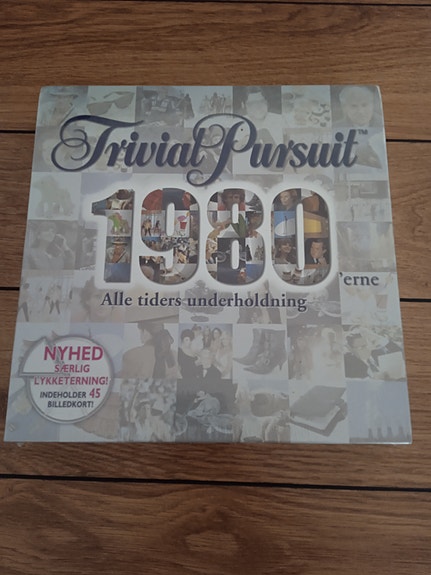 Trivial Pursuit™
1980'erne
Alle tiders underholdning
NYHED
SÆRLIG
LYKKETERNING!
INDEHOLDER 45
BILLEDKORT!